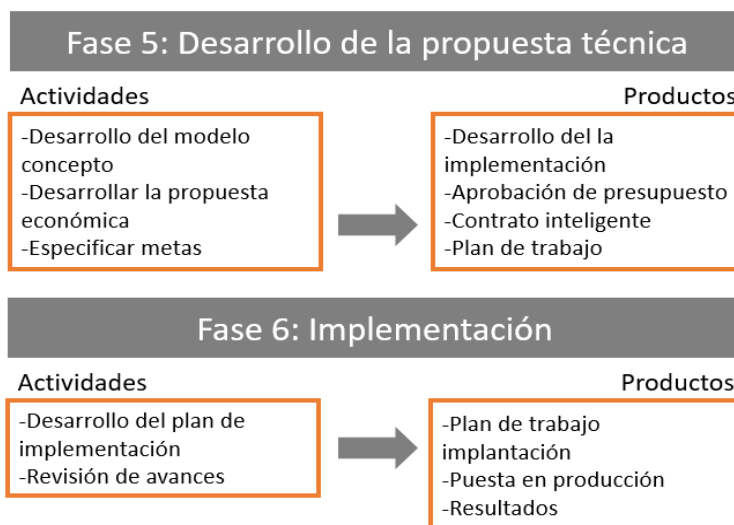 Fase 5: Desarrollo de la propuesta técnica
Actividades
-Desarrollo del modelo
concepto
-Desarrollar la propuesta
económica
-Especificar metas
Productos
-Desarrollo del la
implementación
-Aprobación de presupuesto
-Contrato inteligente
-Plan de trabajo
Fase 6: Implementación
Actividades
-Desarrollo del plan de
implementación
-Revisión de avances
Productos
-Plan de trabajo
implantación
-Puesta en producción
-Resultados